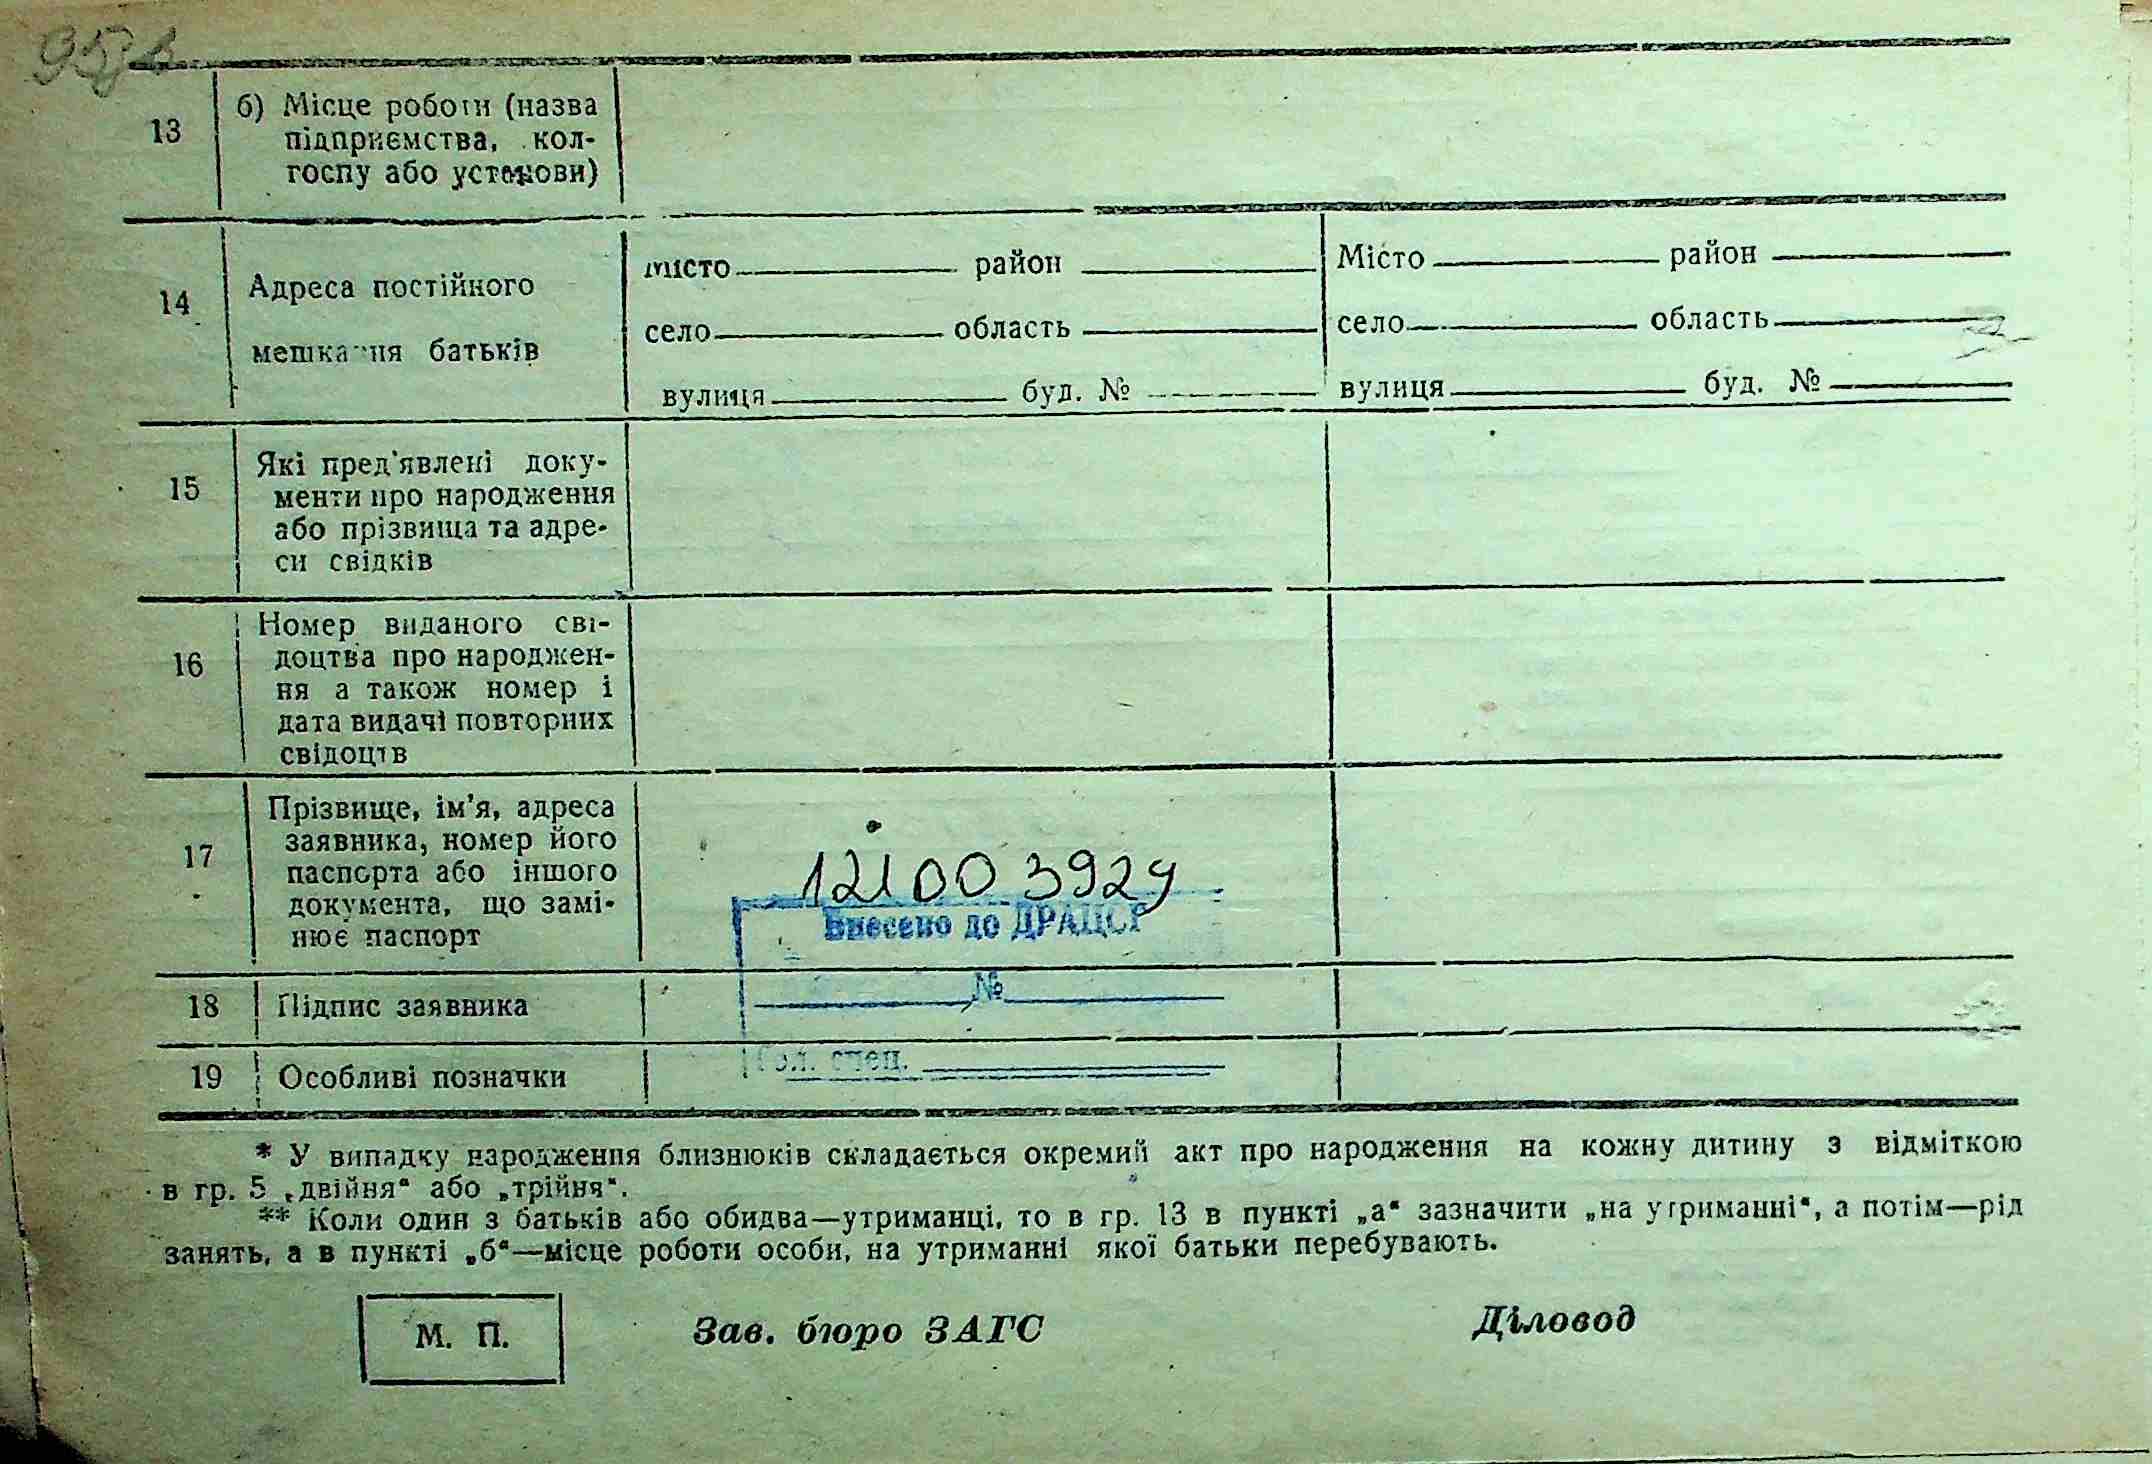 13
б) Місце роботи (назва
підприємства, кол-
госпу або установи)
14
Адреса постійного
мешкання батьків
місто район
село область
вулиця буд. №
Місто район
село область
вулиця буд. №
15
Які пред'явлені доку-
менти про народження
або прізвища та адре-
си свідків
16
Номер виданого сві-
доцтва про народжен-
ня а також номер і
дата видачі повторних
свідоцтв
17
Прізвище, ім'я, адреса
заявника, номер його
паспорта або іншого
документа, що замі-
нює паспорт
121003929
Внесено до ДРАЦСГ
№
Гол. спец.
18
Підпис заявника
19
Особливі позначки
* У випадку народження близнюків складається окремий акт про народження на кожну дитину з відміткою
в гр. 5 „двійня“ або „трійня“.
** Коли один з батьків або обидва—утриманці, то в гр. 13 в пункті „а“ зазначити „на утриманні“, а потім—рід
занять, а в пункті „б“—місце роботи особи, на утриманні якої батьки перебувають.
М. П.
Зав. бюро ЗАГС
Діловод